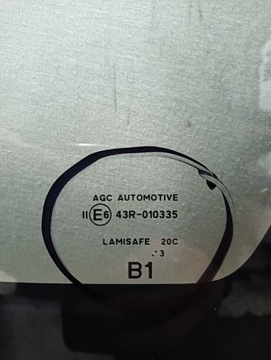 AGC AUTOMOTIVE
II E6 43R-010335
LAMISAFE 20C
.· 3
B1